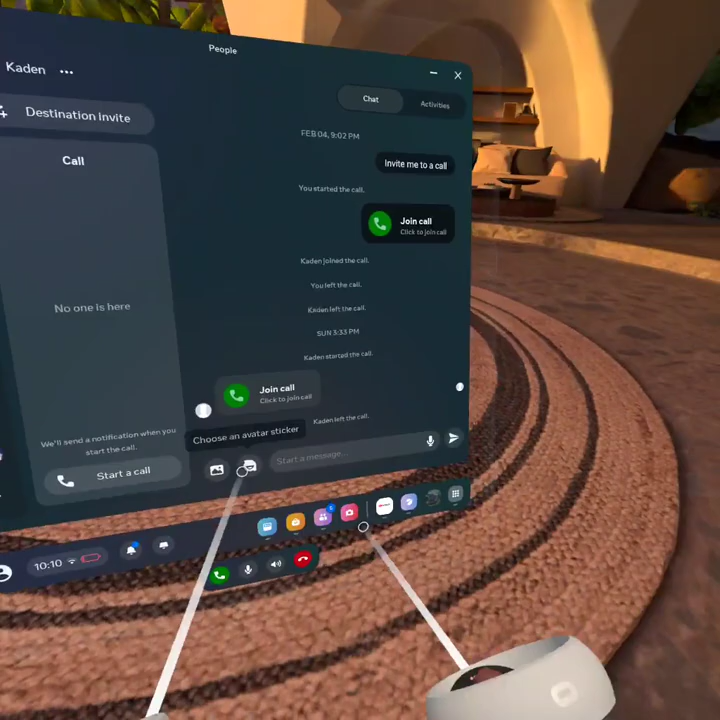 People
Kaden
Destination Invite
Call
No one is here
We'll send a notification when you
start the call.
Start a call
Chat
Activities
FEB 04, 9:02 PM
Invite me to a call
You started the call.
Join call
Click to join call
Kaden joined the call.
You left the call.
Kaden left the call.
SUN 3:33 PM
Kaden started the call.
Join call
Click to join call
Kaden left the call.
Choose an avatar sticker
Start a message...
10:10